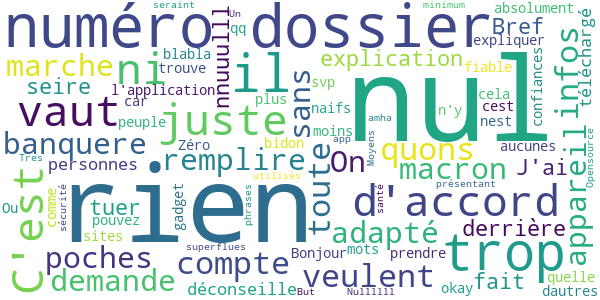 seraint
numéro
dossier
absolument
Un
qq
minimum
Bref
expliquer
marche
ni
blabla
trouve
nnuuulll
il
sans
explication
infos
téléchargé
seire
l'application
car
plus
svp
nul
fiable
confiances
vaut
juste
peuple
naifs
moins
n'y
cela
cest
nest
app
amha
banquere
Zéro
bidon
toute
On
quons
aucunes
appareil
Opensource
personnes
remplire
Moyens
macron
J'ai
C'est
Très
rien
utilisés
santé
présentant
Ou
comme
sécurité
tuer
pouvez
gadget
phrases
d'accord
sites
adapté
derrière
trop
poches
superflues
compte
Bonjour
mots
prendre
quelle
demande
déconseille
veulent
okay
fait
dautres
But
Nullllll